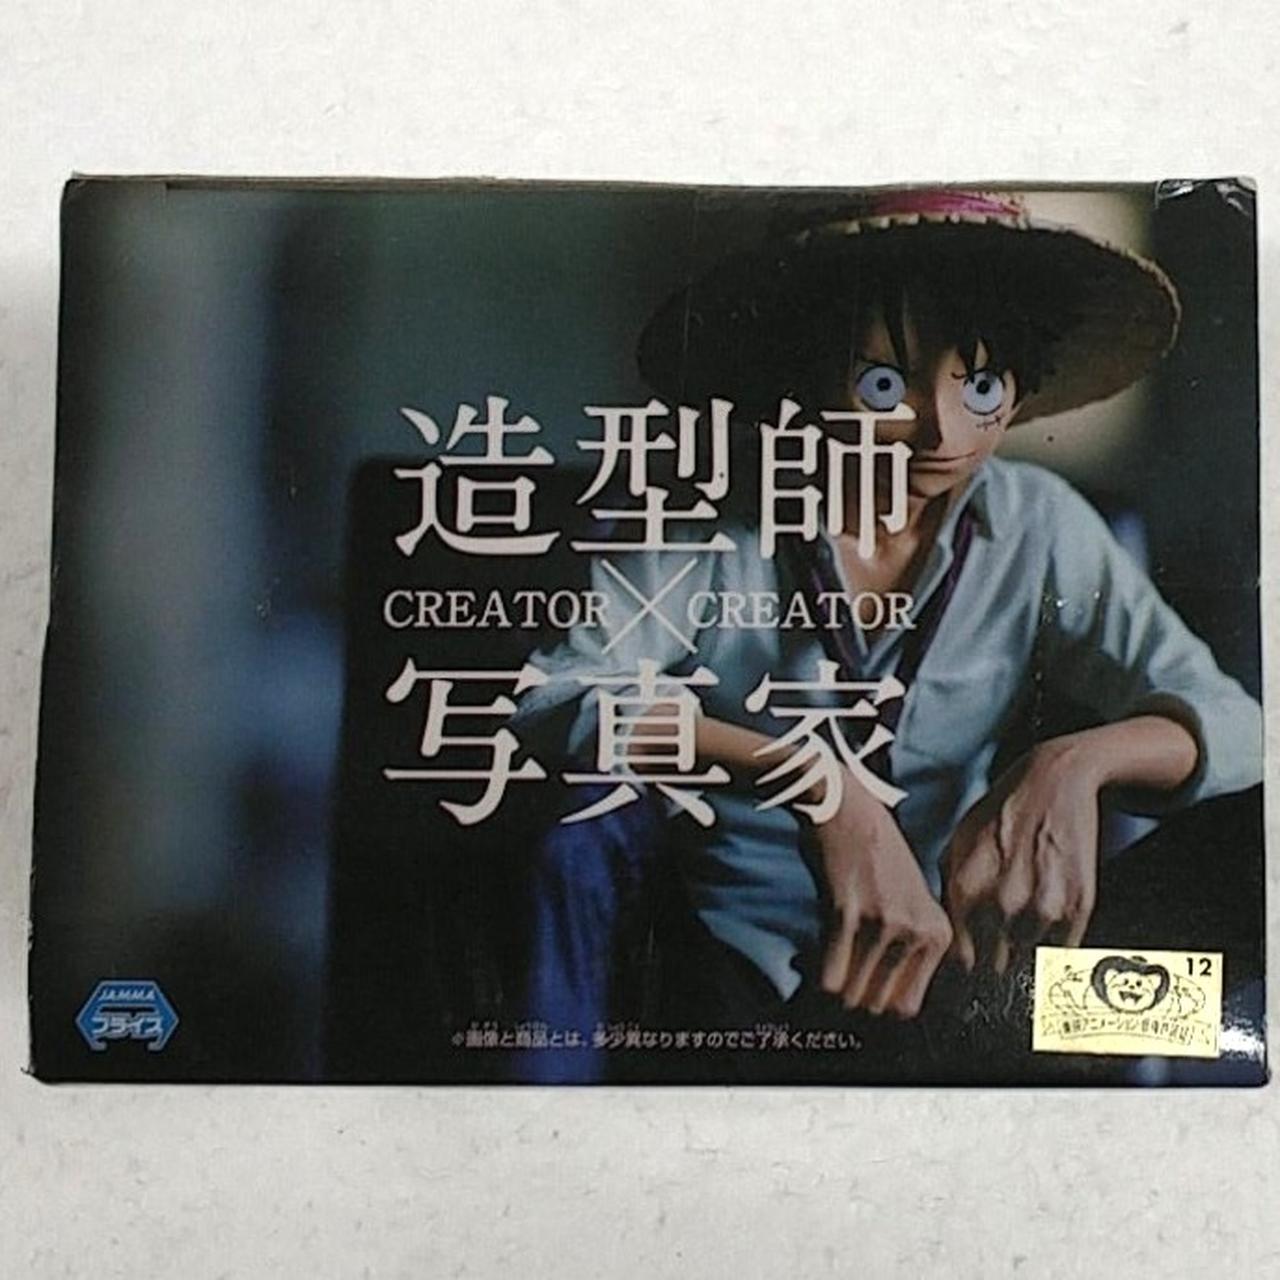 造型師
CREATOR×CREATOR
写真家
JAMMA
プライズ
※画像と商品とは、多少異なりますのでご了承ください。
12